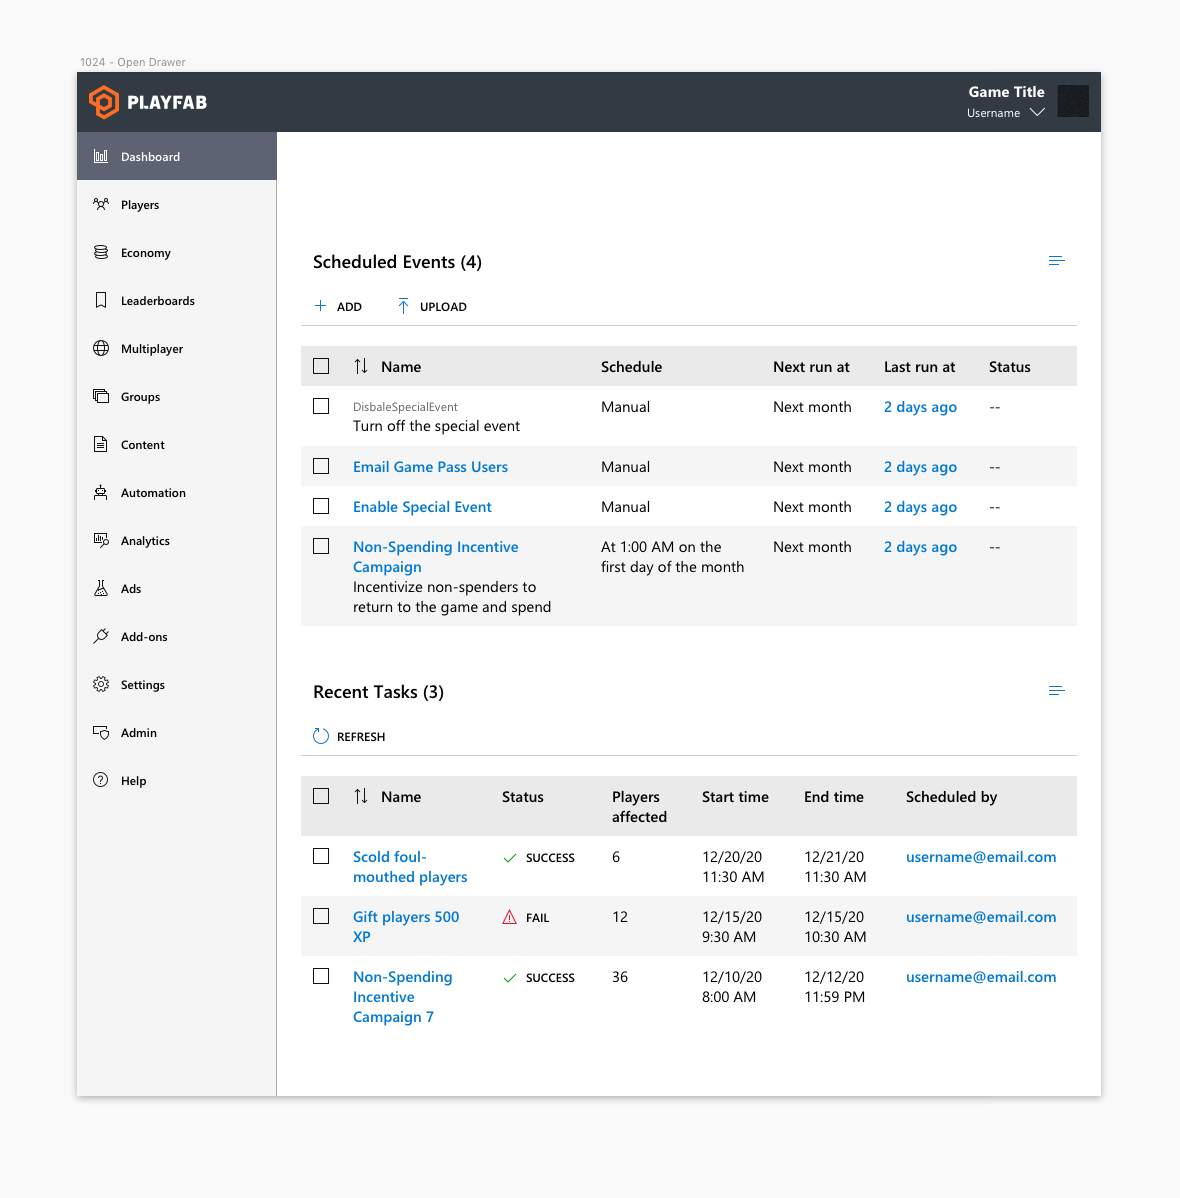 1024 - Open Drawer
PLAYFAB
Game Title
Username
Dashboard
Players
Economy
Leaderboards
Multiplayer
Groups
Content
Automation
Analytics
Ads
Add-ons
Settings
Admin
Help
Scheduled Events (4)
ADD UPLOAD
Name Schedule Next run at Last run at Status
DisbaleSpecialEvent Manual Next month 2 days ago --
Turn off the special event
Email Game Pass Users Manual Next month 2 days ago --
Enable Special Event Manual Next month 2 days ago --
Non-Spending Incentive At 1:00 AM on the Next month 2 days ago --
Campaign first day of the month
Incentivize non-spenders to
return to the game and spend
Recent Tasks (3)
REFRESH
Name Status Players Start time End time Scheduled by
affected
Scold foul- SUCCESS 6 12/20/20 12/21/20 username@email.com
mouthed players 11:30 AM 11:30 AM
Gift players 500 FAIL 12 12/15/20 12/15/20 username@email.com
XP 9:30 AM 10:30 AM
Non-Spending SUCCESS 36 12/10/20 12/12/20 username@email.com
Incentive 8:00 AM 11:59 PM
Campaign 7